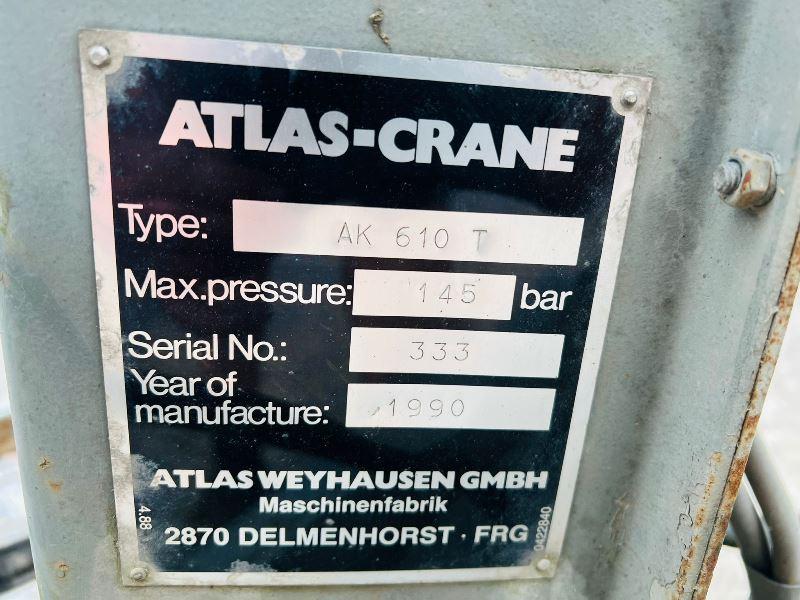 ATLAS-CRANE
Type: AK 610 T
Max.pressure: 145 bar
Serial No.: 333
Year of
manufacture: 1990
ATLAS WEYHAUSEN GMBH
Maschinenfabrik
2870 DELMENHORST · FRG
4.88
0422640